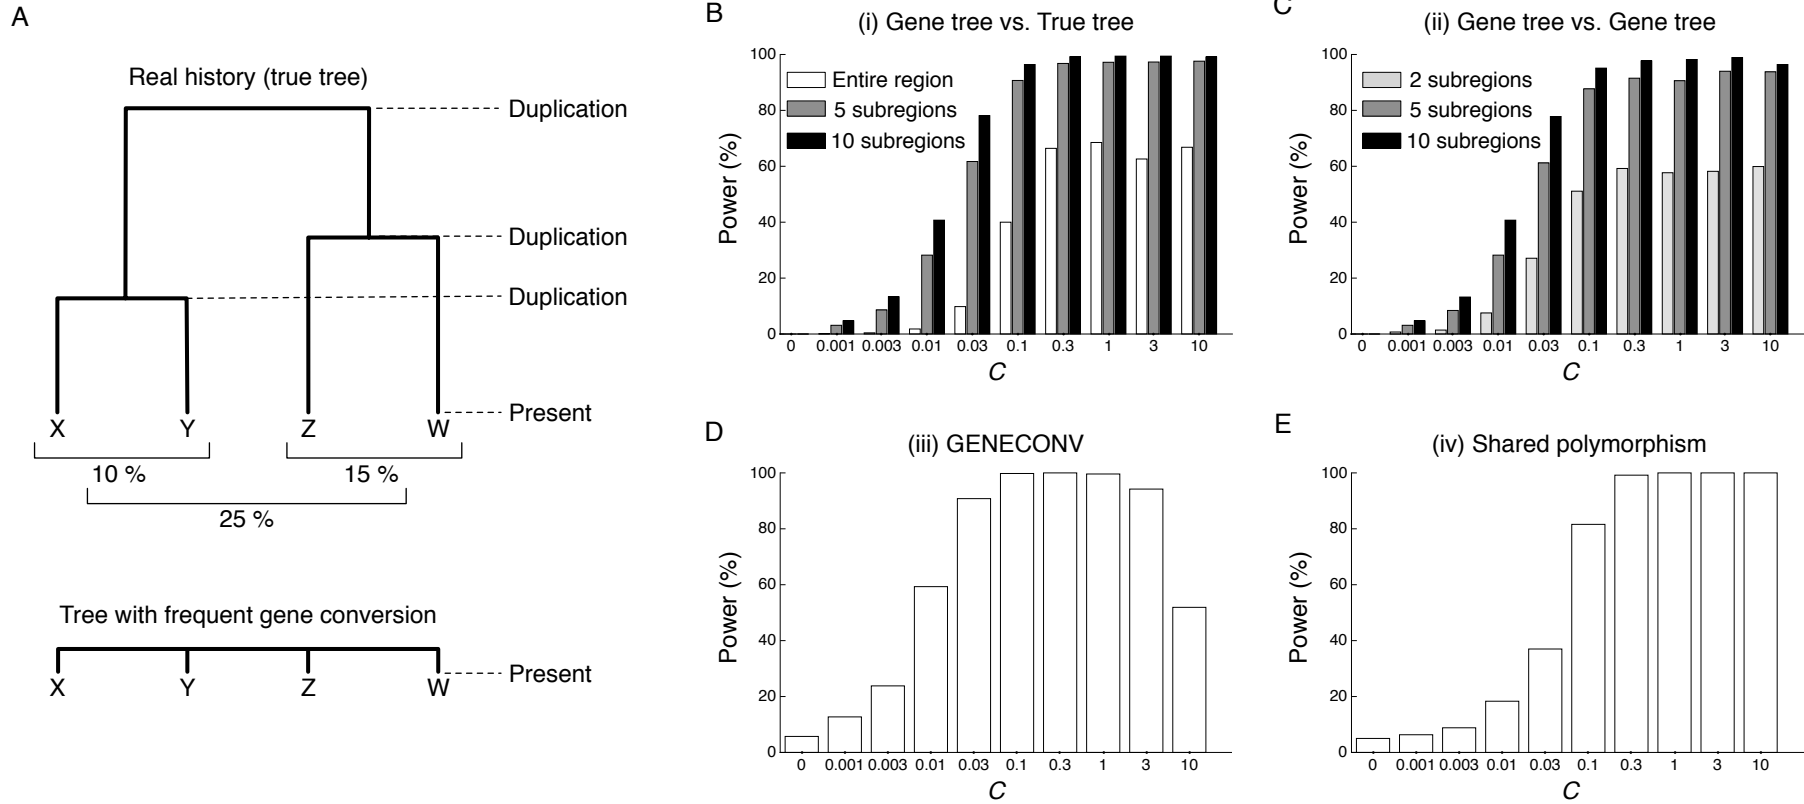 A
Real history (true tree)
Duplication
Duplication
Duplication
Present
X Y Z W
10 % 15 %
25 %
Tree with frequent gene conversion
X Y Z W
Present
B
(i) Gene tree vs. True tree
Entire region
5 subregions
10 subregions
Power (%)
100
80
60
40
20
0
0 0.001 0.003 0.01 0.03 0.1 0.3 1 3 10
C
C
(ii) Gene tree vs. Gene tree
2 subregions
5 subregions
10 subregions
Power (%)
100
80
60
40
20
0
0 0.001 0.003 0.01 0.03 0.1 0.3 1 3 10
C
D
(iii) GENECONV
Power (%)
100
80
60
40
20
0
0 0.001 0.003 0.01 0.03 0.1 0.3 1 3 10
C
E
(iv) Shared polymorphism
Power (%)
100
80
60
40
20
0
0 0.001 0.003 0.01 0.03 0.1 0.3 1 3 10
C